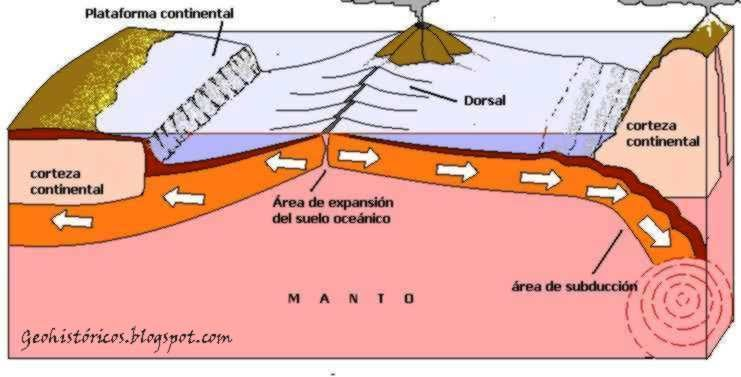 Plataforma continental
Dorsal
corteza
continental
corteza
continental
Área de expansión
del suelo oceánico
área de subducción
M A N T O
Geohistóricos.blogspot.com